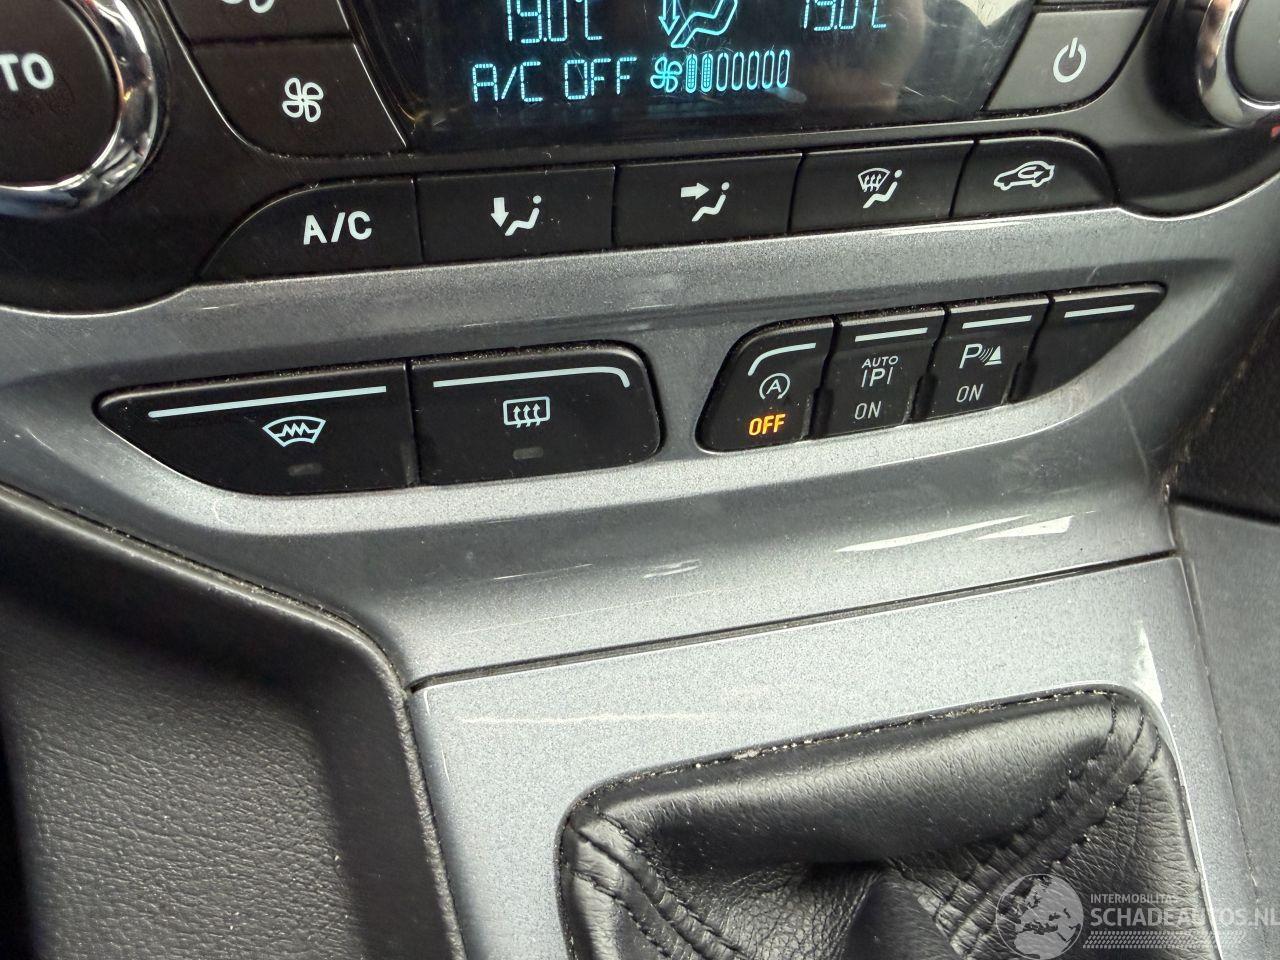 19.0°C
19.0°C
TO
A/C OFF
A/C
AUTO
P
P
OFF
ON
ON
INTERMOBILITAS
SCHADEAUTOS.NL